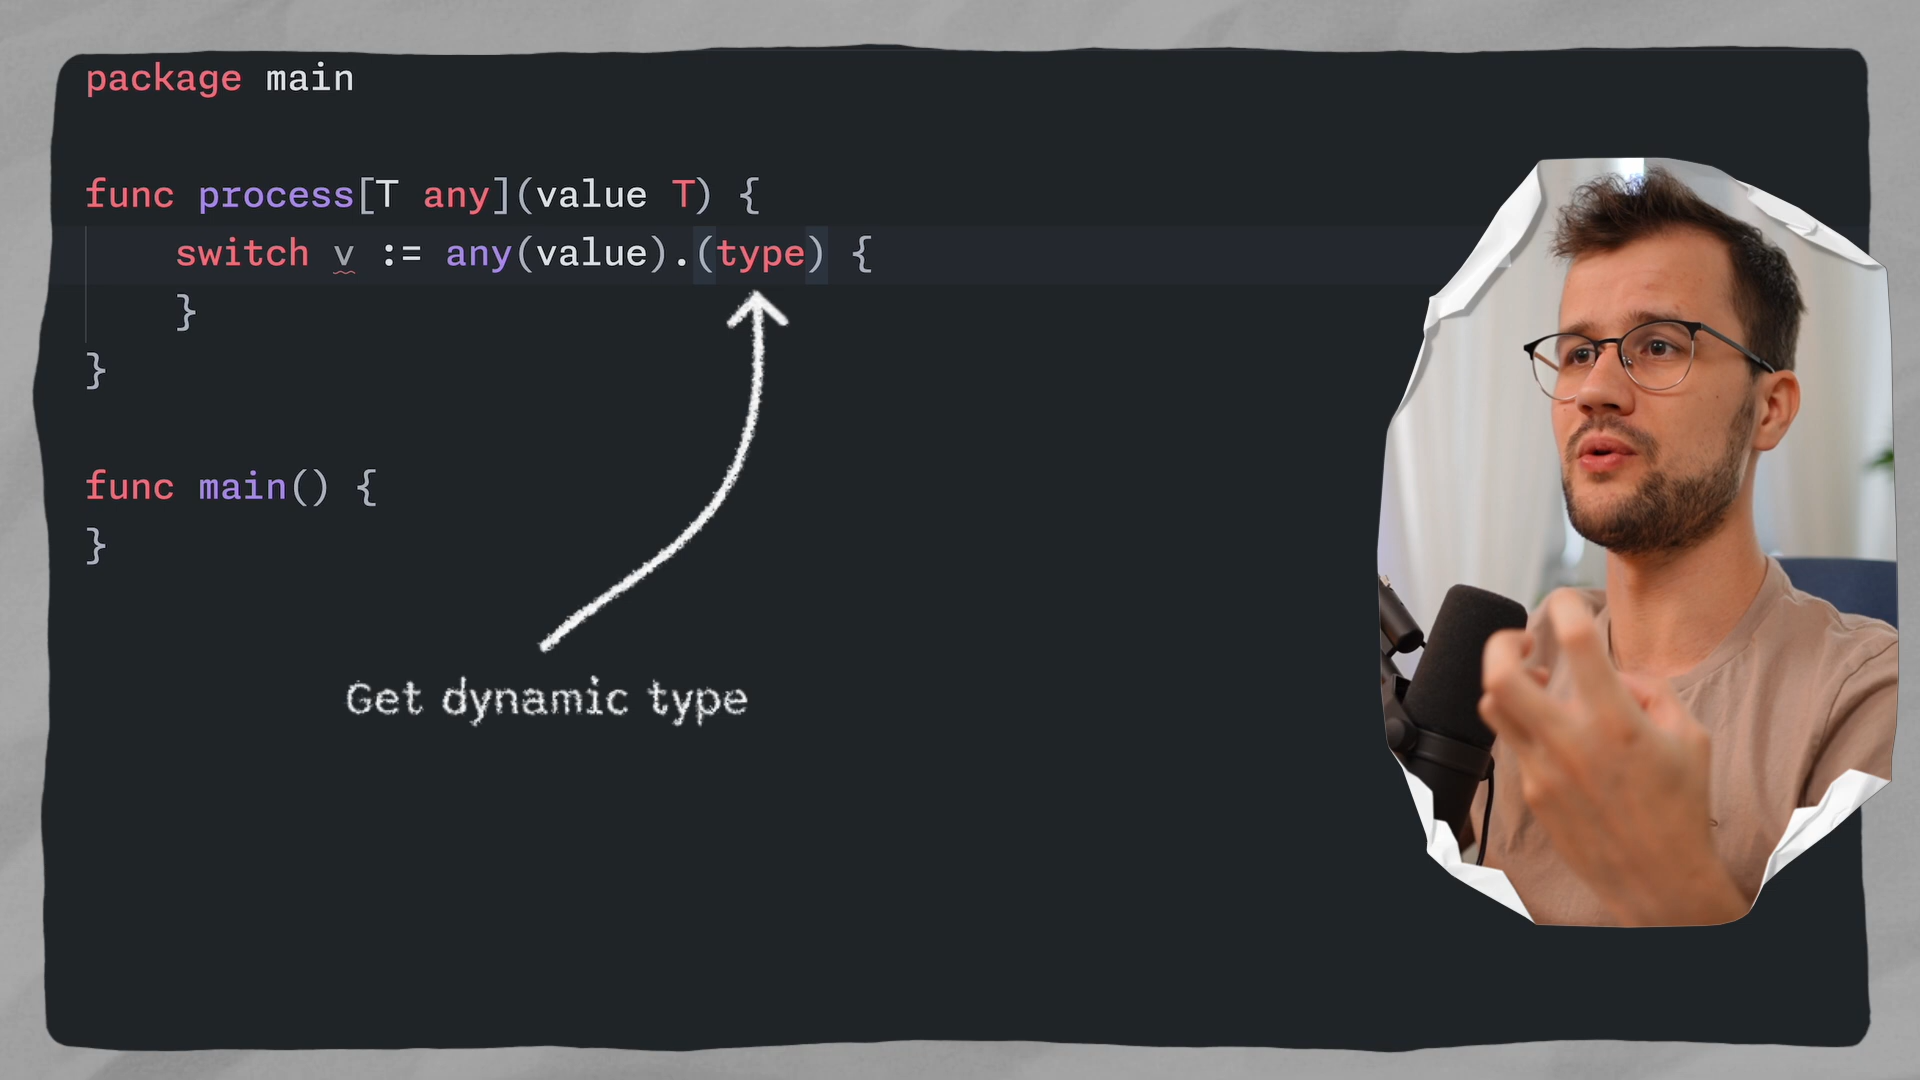 package main
func process[T any](value T) {
    switch v := any(value).(type) {
    }
}
func main() {
}
Get dynamic type